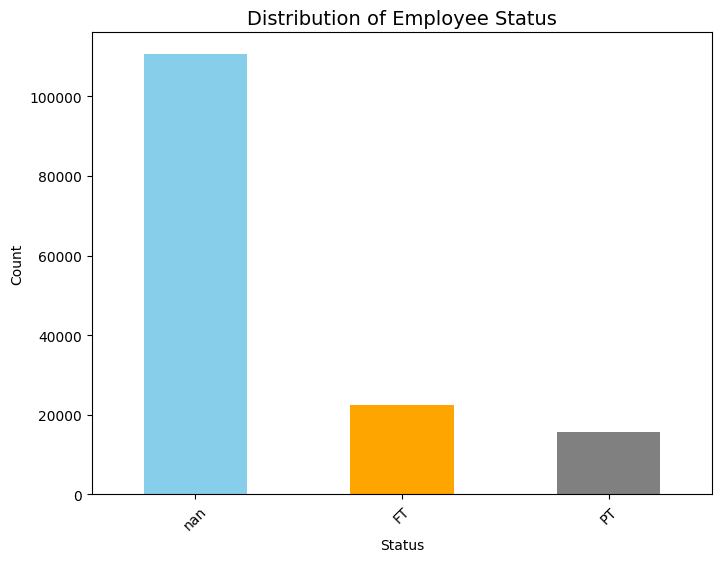 Distribution of Employee Status
Count
100000
80000
60000
40000
20000
0
nan
FT
PT
Status